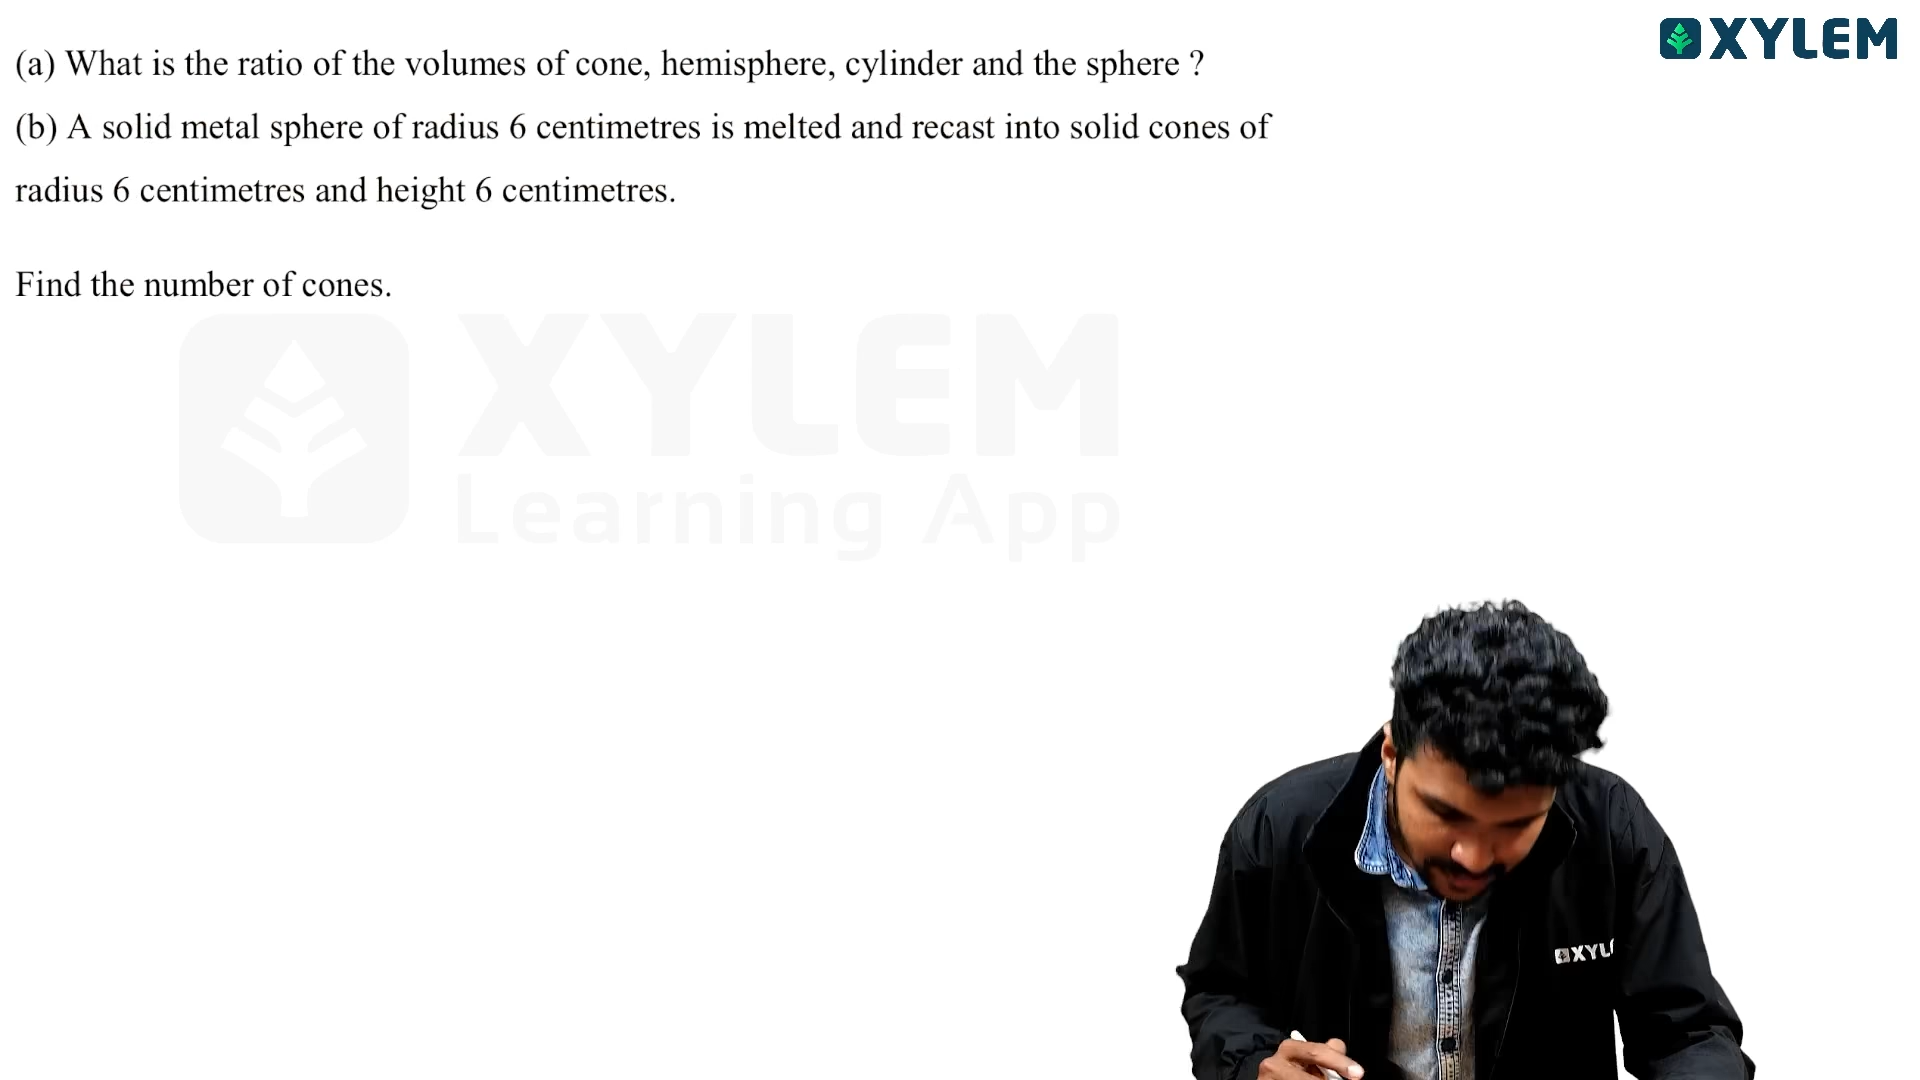 XYLEM
(a) What is the ratio of the volumes of cone, hemisphere, cylinder and the sphere ?
(b) A solid metal sphere of radius 6 centimetres is melted and recast into solid cones of
radius 6 centimetres and height 6 centimetres.
Find the number of cones.
XYLEM
Learning App